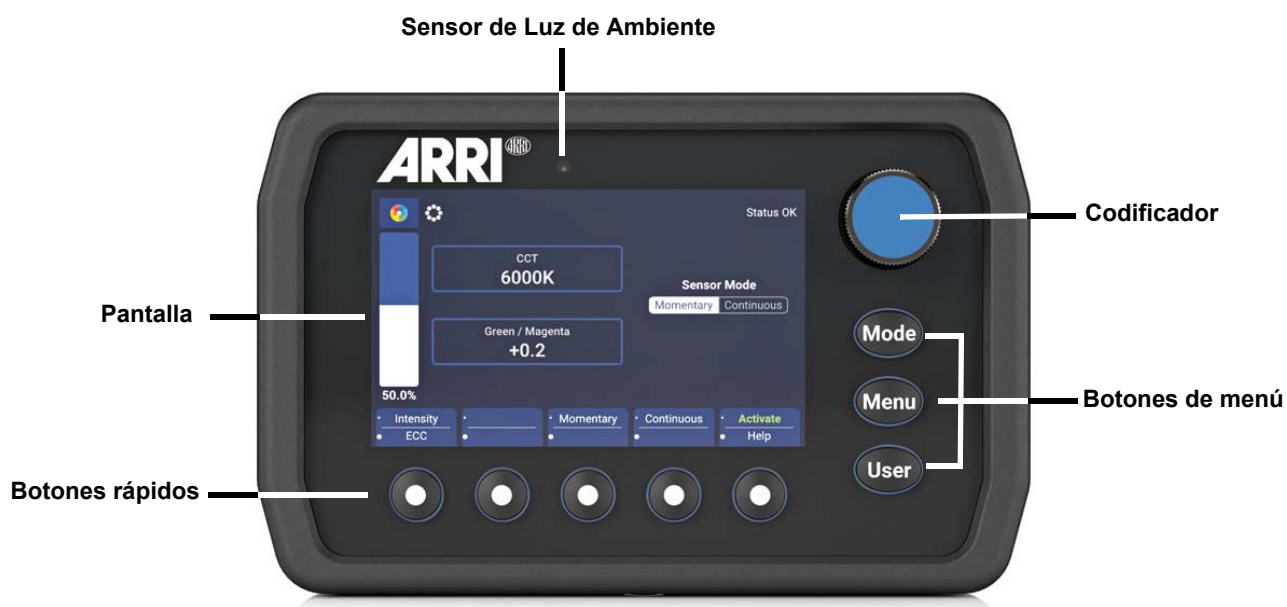 Sensor de Luz de Ambiente
ARRI® ARRI
Status OK
CCT
6000K
Sensor Mode
Momentary Continuous
Green / Magenta
+0.2
50.0%
Intensity Momentary Continuous Activate
ECC Help
Mode
Menu
User
Codificador
Pantalla
Botones de menú
Botones rápidos